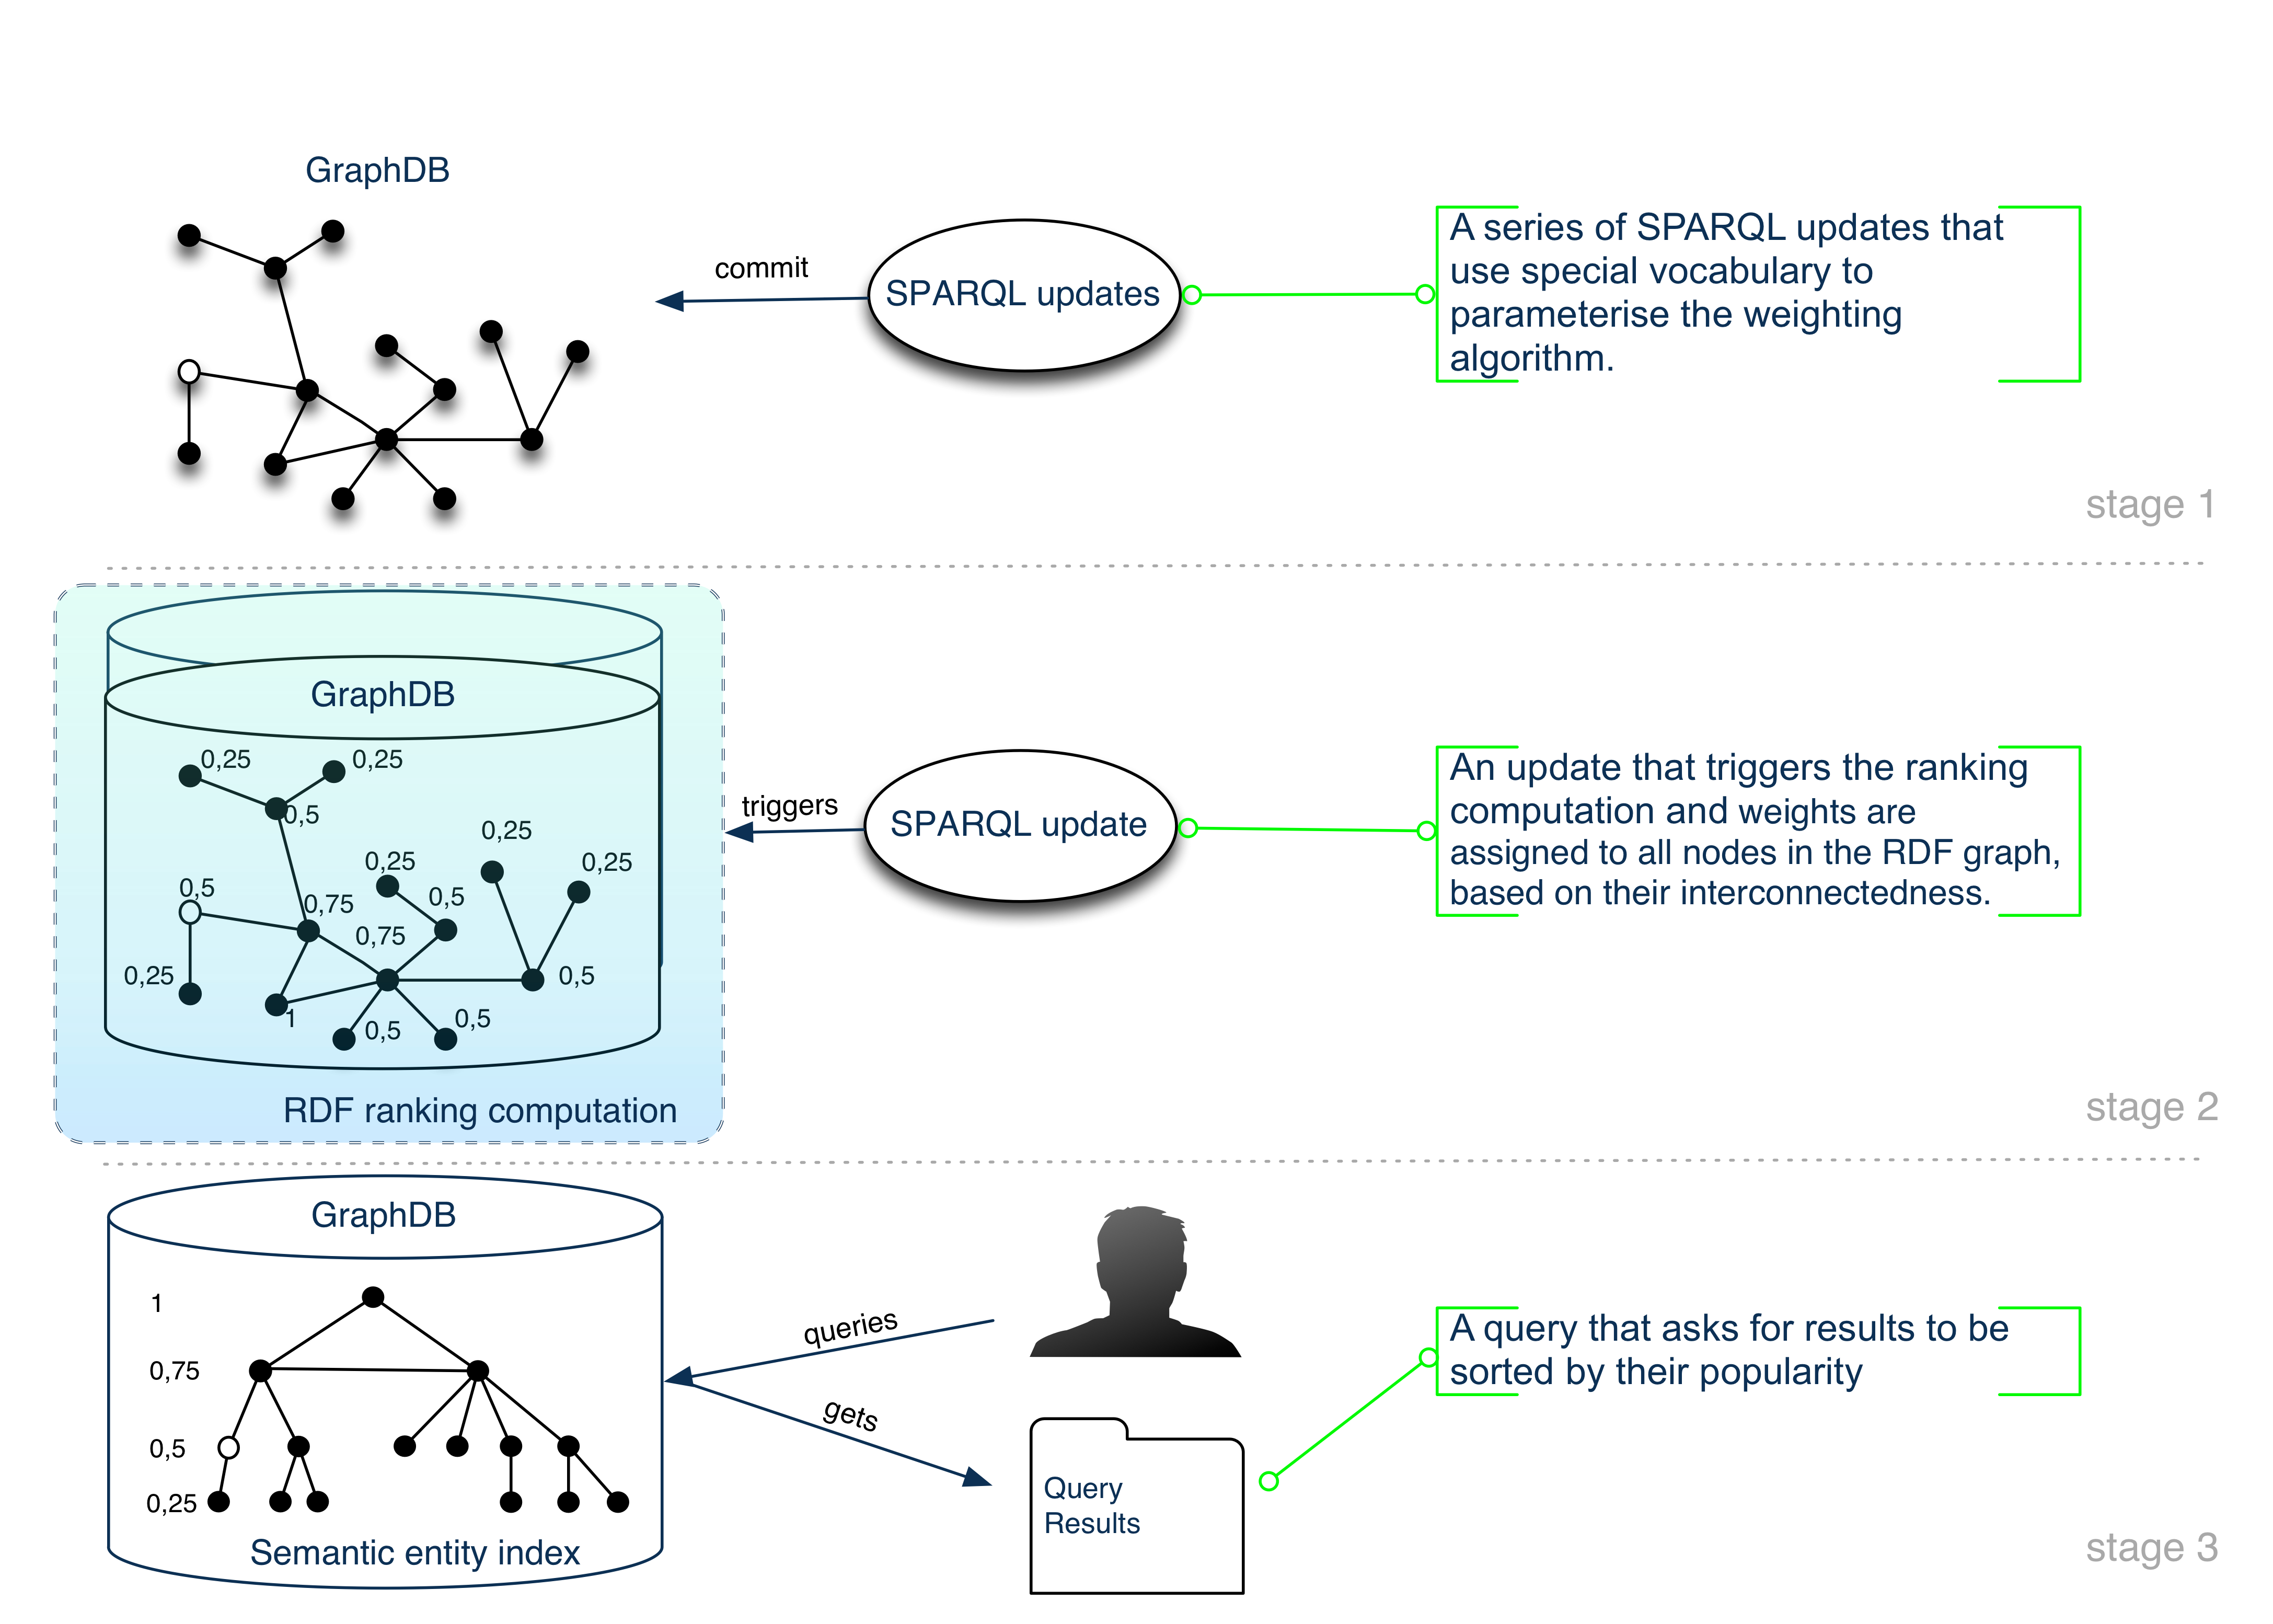 GraphDB
commit
SPARQL updates
A series of SPARQL updates that
use special vocabulary to
parameterise the weighting
algorithm.
stage 1
GraphDB
0,25
0,25
0,5
0,25
0,25
0,25
0,5
0,5
0,75
0,75
0,25
0,5
1
0,5
0,5
RDF ranking computation
triggers
SPARQL update
An update that triggers the ranking
computation and weights are
assigned to all nodes in the RDF graph,
based on their interconnectedness.
stage 2
GraphDB
1
0,75
0,5
0,25
Semantic entity index
queries
gets
Query
Results
A query that asks for results to be
sorted by their popularity
stage 3